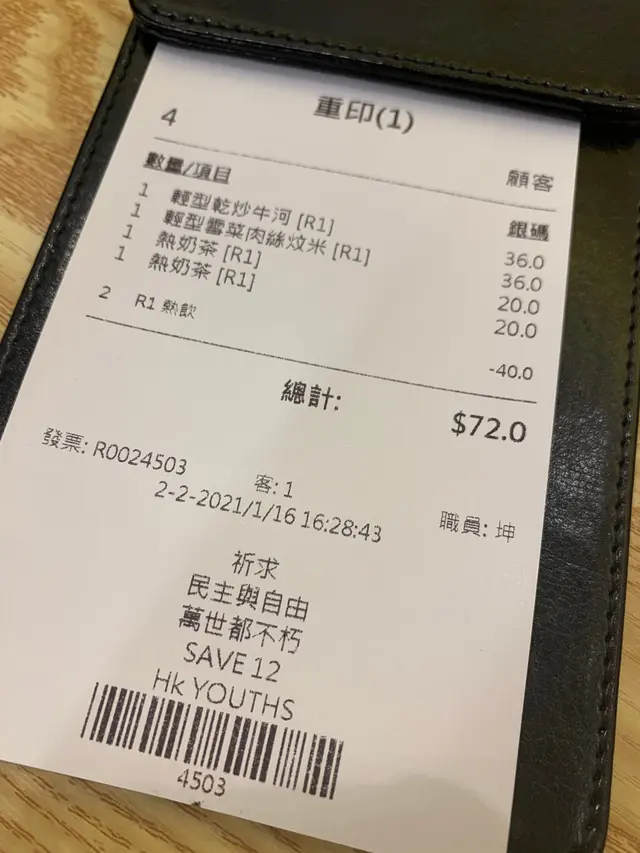 重印(1)
4 顧客
數量/項目 銀碼
1 輕型乾炒牛河 [R1] 36.0
1 輕型雪菜肉絲炆米 [R1] 36.0
1 熱奶茶 [R1] 20.0
1 熱奶茶 [R1] 20.0
2 R1 熱飲 -40.0
總計: $72.0
發票: R0024503 客: 1 職員: 坤
2-2-2021/1/16 16:28:43
祈求
民主與自由
萬世都不朽
SAVE 12
Hk YOUTHS
4503